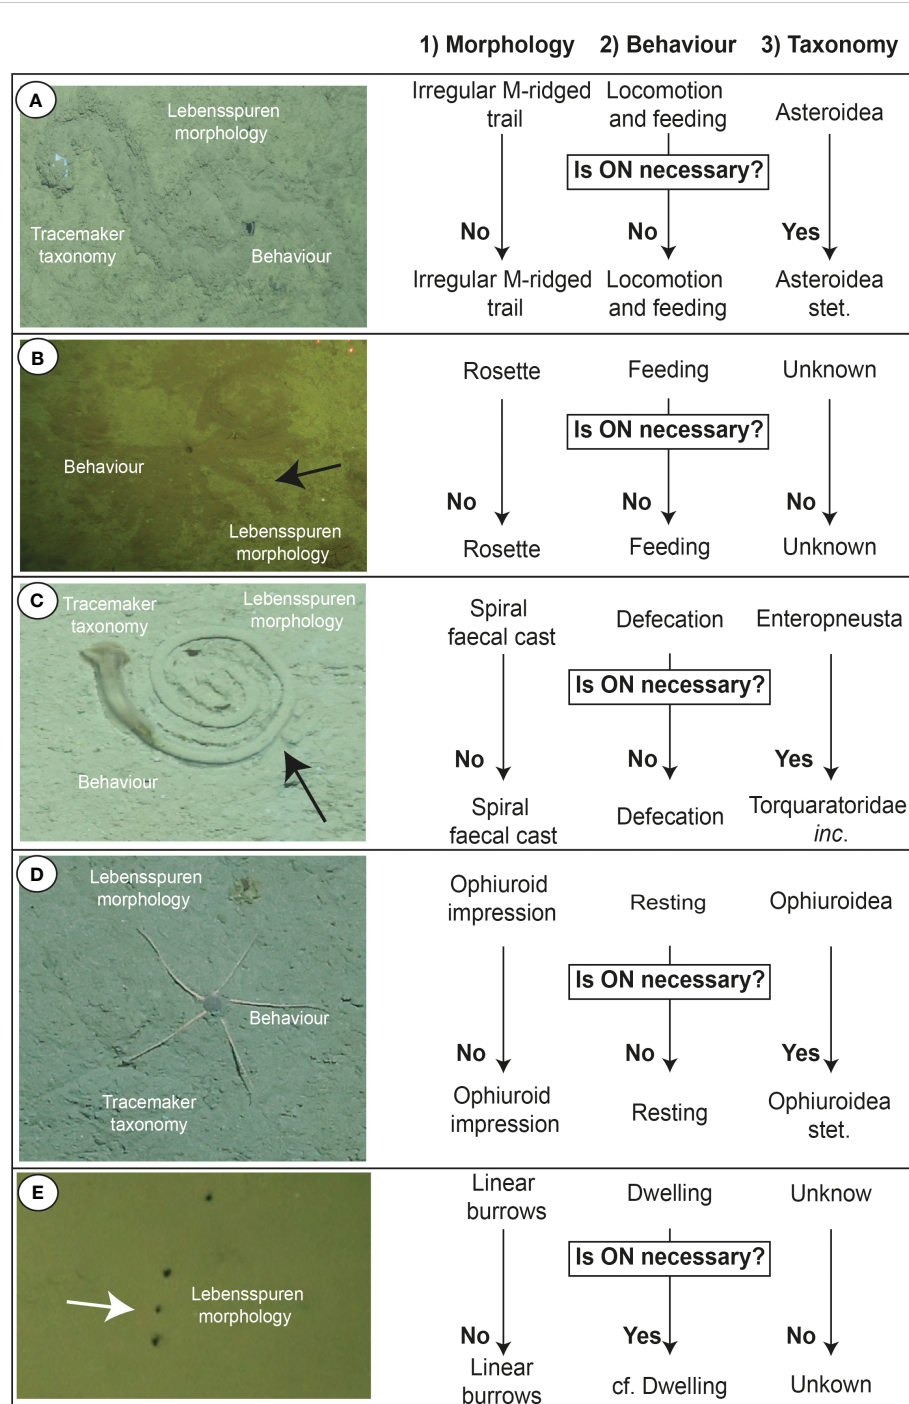 1) Morphology 2) Behaviour 3) Taxonomy
A
Lebensspuren
morphology
Tracemaker
taxonomy
Behaviour
Irregular M-ridged
trail
Locomotion
and feeding
Asteroidea
Is ON necessary?
No No Yes
Irregular M-ridged
trail
Locomotion
and feeding
Asteroidea
stet.
B
Behaviour
Lebensspuren
morphology
Rosette Feeding Unknown
Is ON necessary?
No No No
Rosette Feeding Unknown
C
Tracemaker
taxonomy
Lebensspuren
morphology
Behaviour
Spiral
faecal cast
Defecation
Enteropneusta
Is ON necessary?
No No Yes
Spiral
faecal cast
Defecation
Torquaratoridae
inc.
D
Lebensspuren
morphology
Behaviour
Tracemaker
taxonomy
Ophiuroid
impression
Resting
Ophiuroidea
Is ON necessary?
No No Yes
Ophiuroid
impression
Resting
Ophiuroidea
stet.
E
Lebensspuren
morphology
Linear
burrows
Dwelling
Unknow
Is ON necessary?
No Yes No
Linear
burrows
cf. Dwelling
Unkown